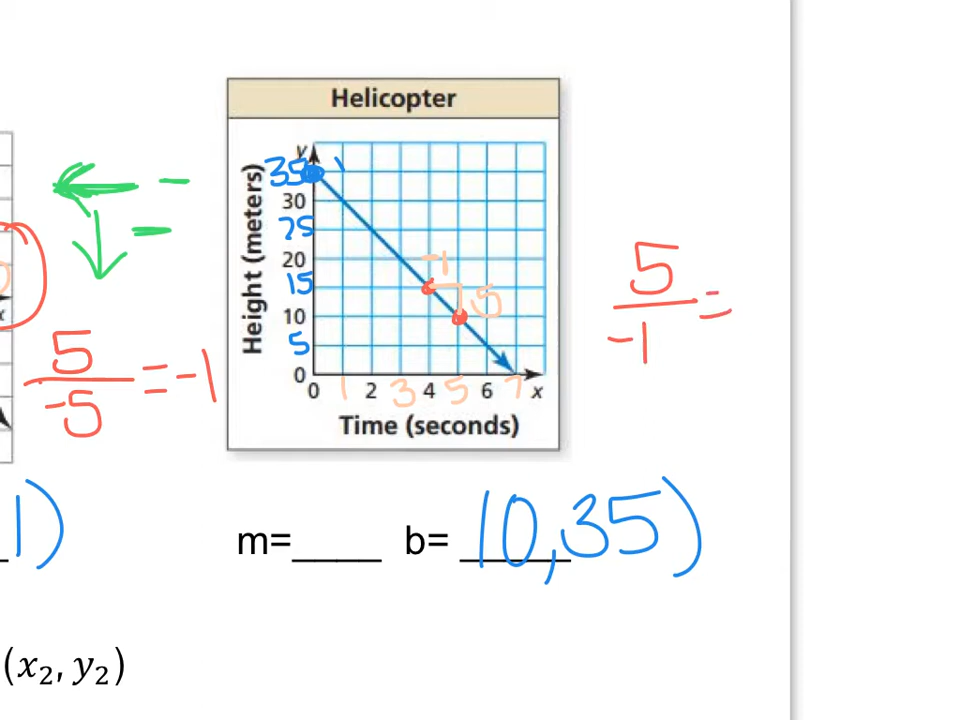 Helicopter
y
35
30
25
20
15
10
5
0
Height (meters)
-1
5
0 1 2 3 4 5 6 7 x
Time (seconds)
-
=
5
-5
=-1
5
-1
=
1)
m=____ b= (0,35)
(x₂, y₂)